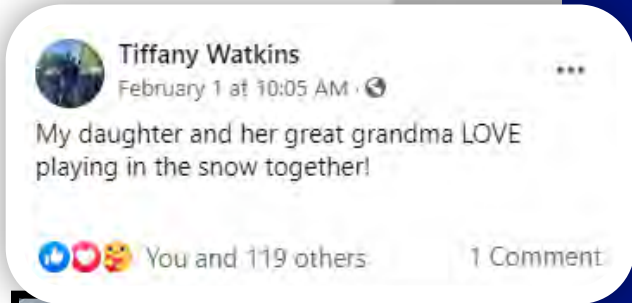 Tiffany Watkins
February 1 at 10:05 AM ·
My daughter and her great grandma LOVE
playing in the snow together!
You and 119 others 1 Comment